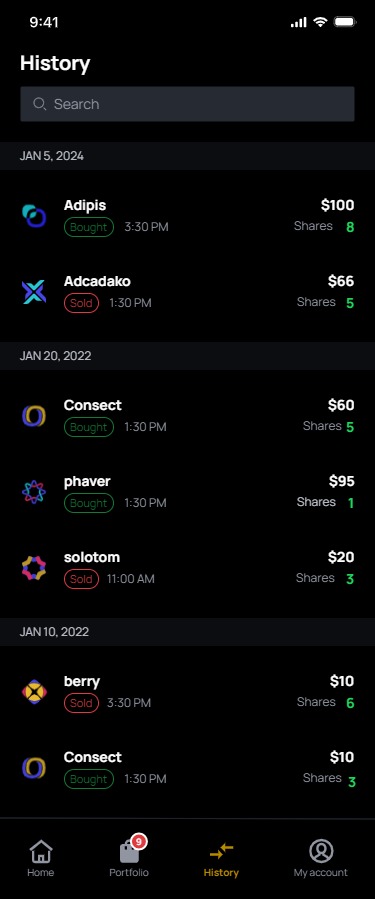 9:41
History
Search
JAN 5, 2024
Adipis $100
Bought 3:30 PM Shares 8
Adcadako $66
Sold 1:30 PM Shares 5
JAN 20, 2022
Consect $60
Bought 1:30 PM Shares 5
phaver $95
Bought 1:30 PM Shares 1
solotom $20
Sold 11:00 AM Shares 3
JAN 10, 2022
berry $10
Sold 3:30 PM Shares 6
Consect $10
Bought 1:30 PM Shares 3
9
Home Portfolio History My account